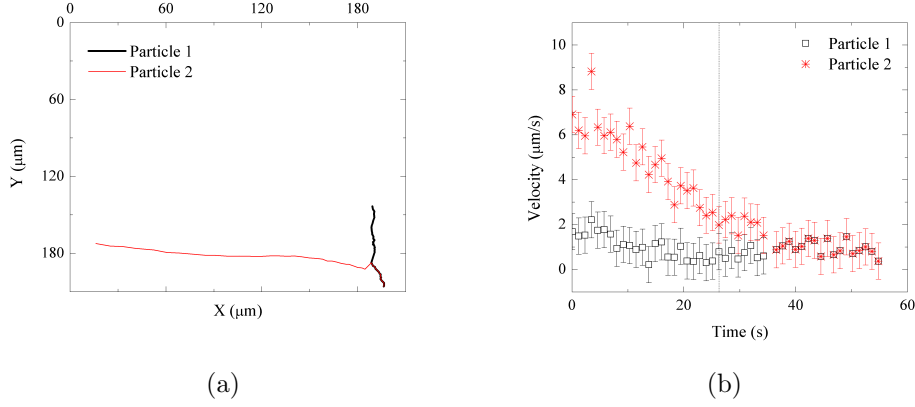 0 60 120 180
0
60
120
180
Y (μm)
X (μm)
Particle 1
Particle 2
(a)
10
8
6
4
2
0
Velocity (μm/s)
Particle 1
Particle 2
0 20 40 60
Time (s)
(b)